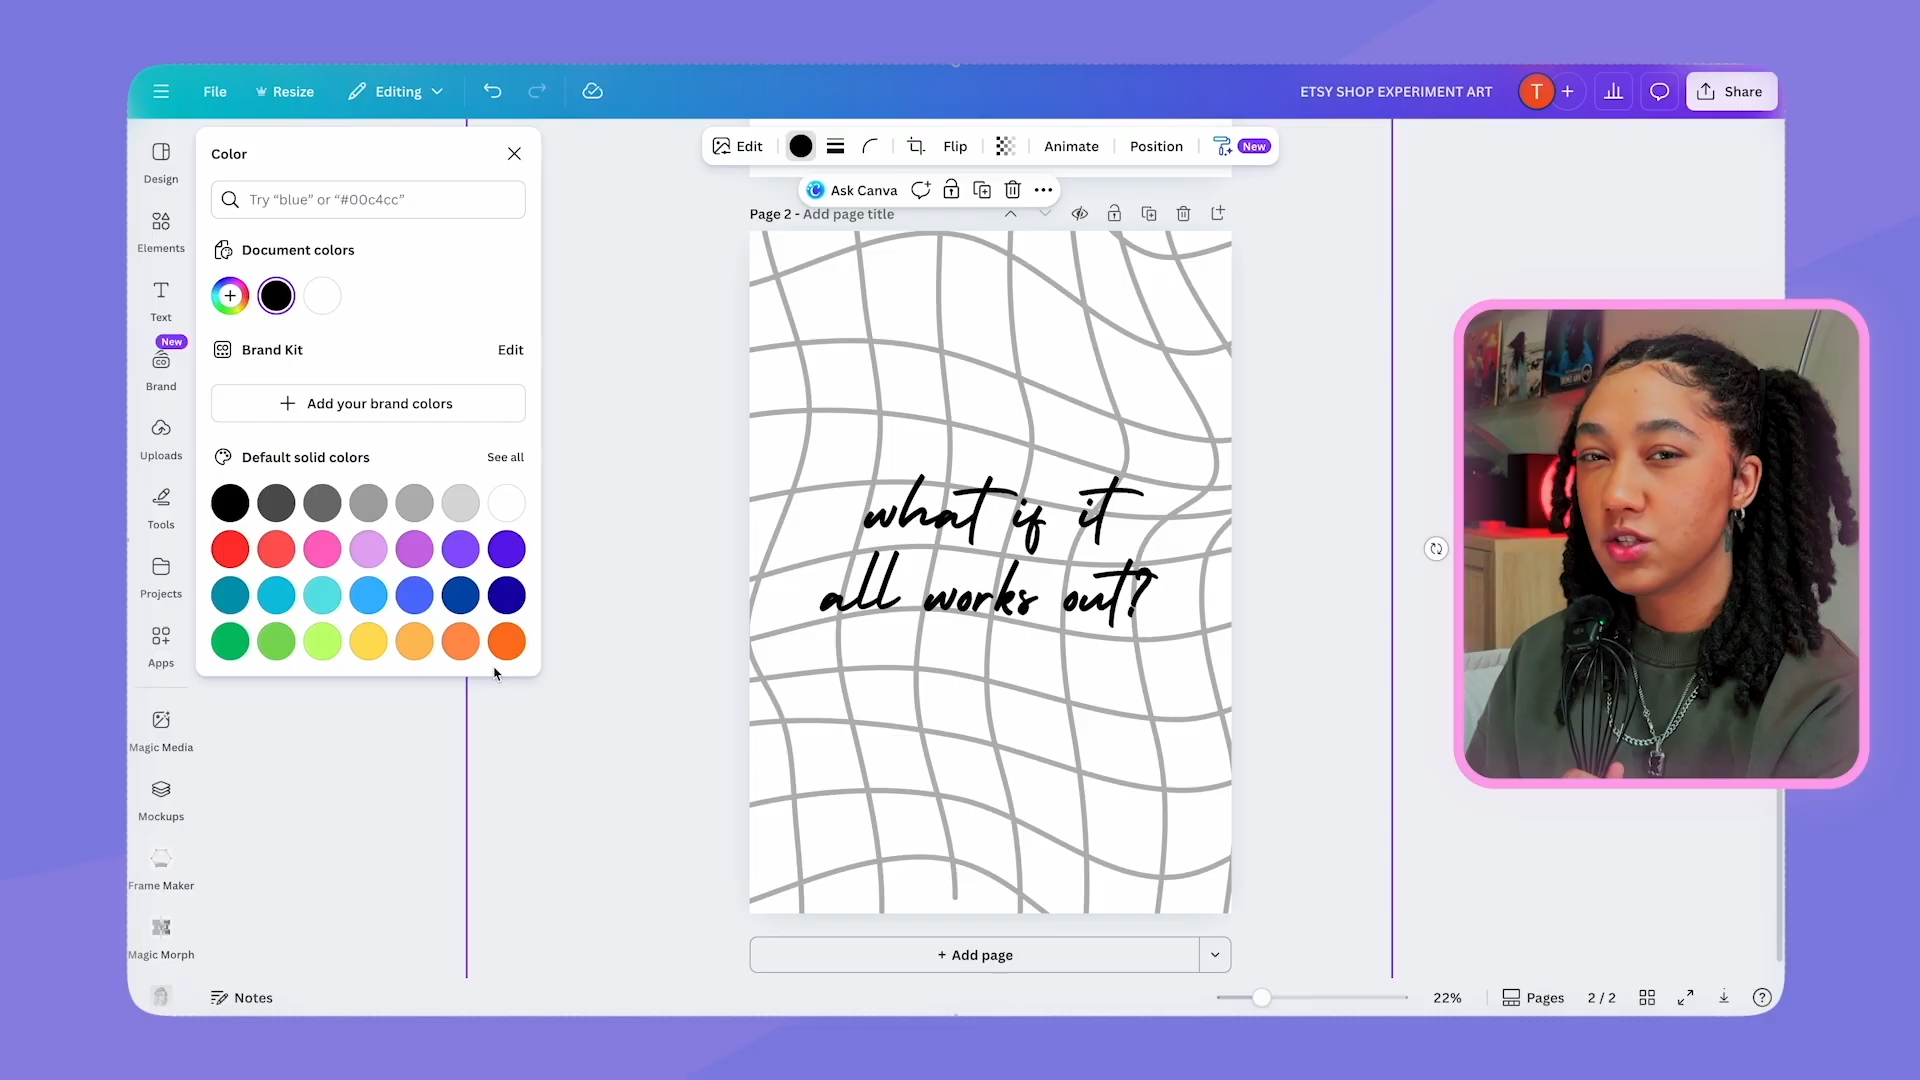 File
Resize
Editing
ETSY SHOP EXPERIMENT ART
T
Share
Design
Elements
Text
New
Brand
Uploads
Tools
Projects
Apps
Magic Media
Mockups
Frame Maker
Magic Morph
Color
Try “blue” or “#00c4cc”
Document colors
Brand Kit
Edit
Add your brand colors
Default solid colors
See all
Edit
Flip
Animate
Position
New
Ask Canva
Page 2 - Add page title
what if it
all works out?
+ Add page
Notes
22%
Pages
2 / 2